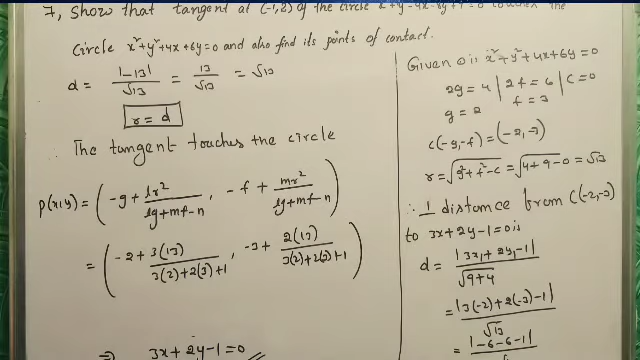 7, Show that tangent at (-1,2) of the circle x²+y²-4x-8y+7=0 touches the
Circle x²+y²+4x+6y=0 and also find its points of contact.
d = |-13|/√13 = 13/√13 = √13
r = d
∴ The tangent touches the circle
P(x,y) = (-g + lr²/(lg+mf-n), -f + mr²/(lg+mf-n))
= (-2 + 3(13)/(3(2)+2(3)+1), -3 + 2(13)/(3(2)+2(3)+1))
⇒ 3x+2y-1=0
Given ⊙ is x²+y²+4x+6y=0
2g=4 | 2f=6 | C=0
g=2 f=3
C(-g,-f) = (-2,-3)
r = √(g²+f²-c) = √(4+9-0) = √13
∴ ⊥ distance from C(-2,-3)
to 3x+2y-1=0 is
d = |3x₁+2y₁-1|/√(9+4)
= |3(-2)+2(-3)-1|/√13
= |-6-6-1|